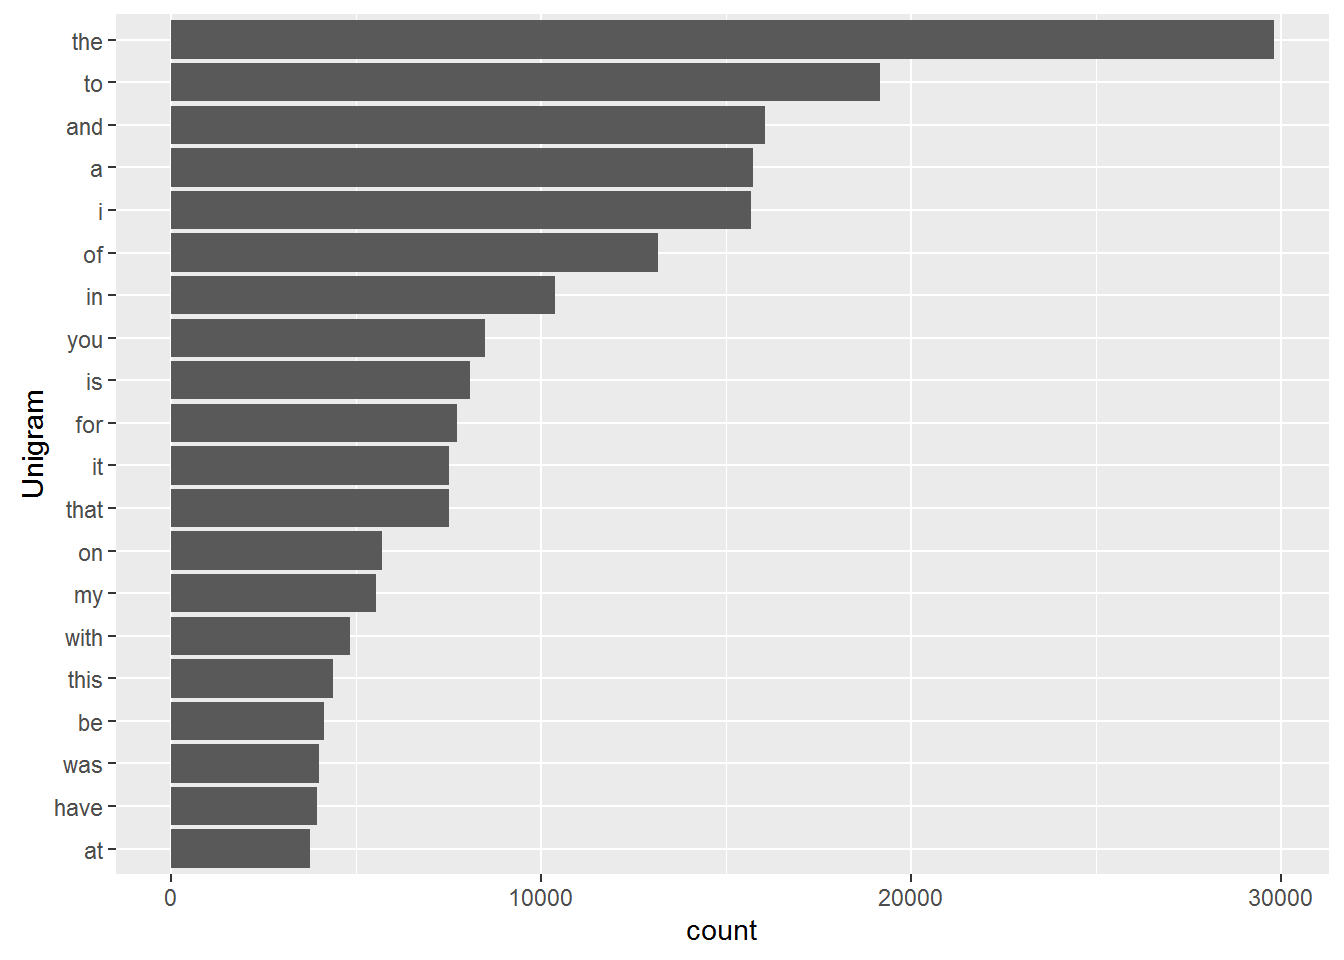 the
to
and
a
i
of
in
you
is
for
it
that
on
my
with
this
be
was
have
at
Unigram
0 10000 20000 30000
count